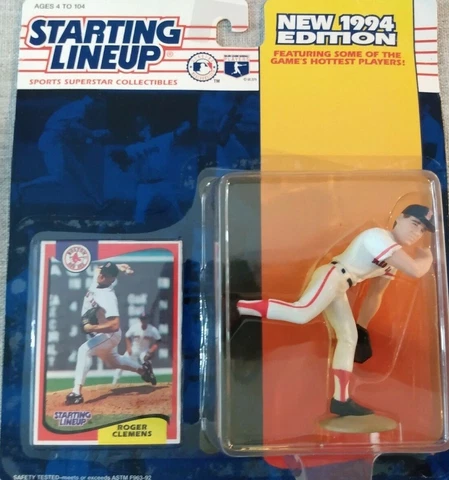 AGES 4 TO 104
STARTING
LINEUP
SPORTS SUPERSTAR COLLECTIBLES
NEW 1994
EDITION
FEATURING SOME OF THE
GAME'S HOTTEST PLAYERS!
STARTING
LINEUP
ROGER
CLEMENS
SAFETY TESTED-meets or exceeds ASTM F963-92